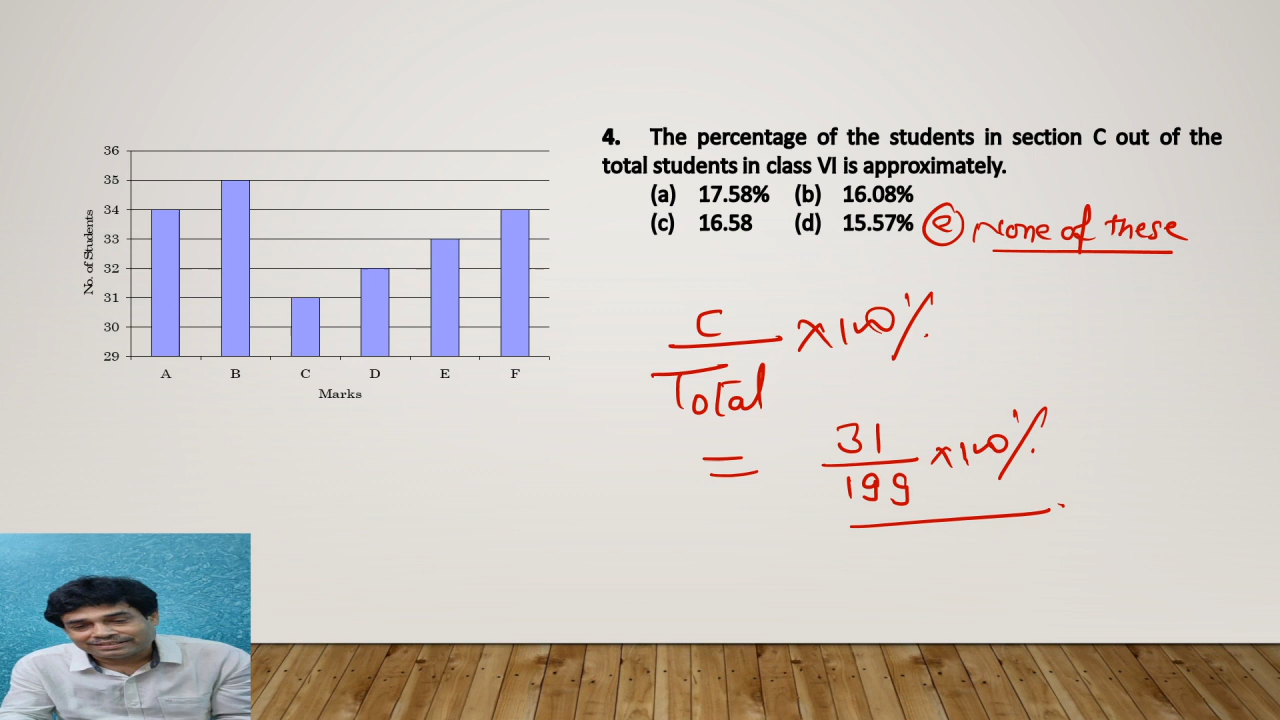 36
35
34
33
32
31
30
29
No. of Students
A B C D E F
Marks
4. The percentage of the students in section C out of the
total students in class VI is approximately.
(a) 17.58% (b) 16.08%
(c) 16.58 (d) 15.57% (e) None of these
C
Total
×100%
=
31
199
×100%